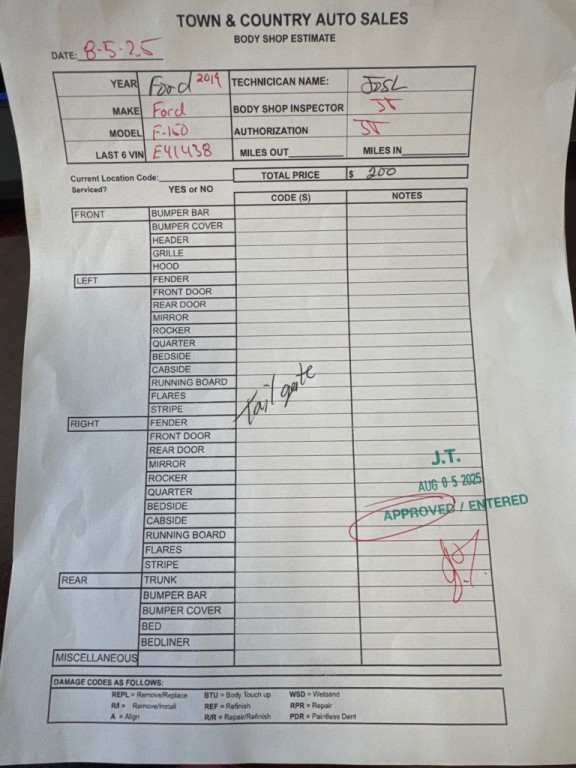 TOWN & COUNTRY AUTO SALES
BODY SHOP ESTIMATE
DATE: 8-5-25
YEAR Ford 2019 TECHNICICAN NAME: JOSL
MAKE Ford BODY SHOP INSPECTOR JT
MODEL F-150 AUTHORIZATION JT
LAST 6 VIN E41438 MILES OUT MILES IN
Current Location Code: TOTAL PRICE $ 200
Serviced? YES or NO CODE (S) NOTES
FRONT BUMPER BAR
BUMPER COVER
HEADER
GRILLE
HOOD
LEFT FENDER
FRONT DOOR
REAR DOOR
MIRROR
ROCKER
QUARTER
BEDSIDE
CABSIDE
RUNNING BOARD
FLARES
STRIPE
tailgate
RIGHT FENDER
FRONT DOOR
REAR DOOR
MIRROR
ROCKER
QUARTER
BEDSIDE
CABSIDE
RUNNING BOARD
FLARES
STRIPE
J.T.
AUG 05 2025
APPROVED / ENTERED
REAR TRUNK
BUMPER BAR
BUMPER COVER
BED
BEDLINER
MISCELLANEOUS
DAMAGE CODES AS FOLLOWS:
REPL = Remove/Replace BTU = Body Touch up WSD = Wetsand
R/I = Remove/Install REF = Refinish RPR = Repair
A = Align R/R = Repair/Refinish PDR = Paintless Dent